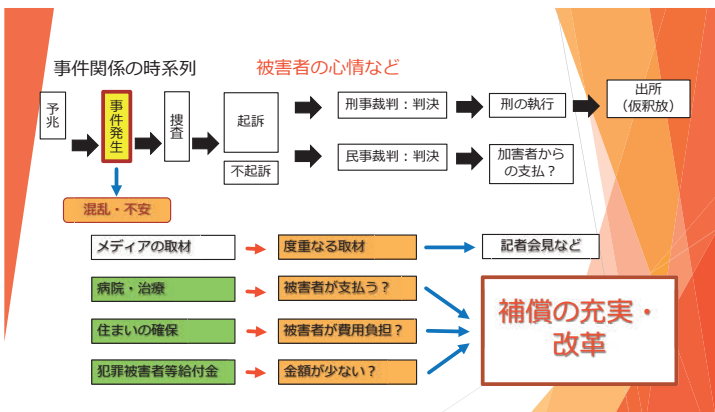 事件関係の時系列
被害者の心情など
予兆
事件発生
捜査
起訴
不起訴
刑事裁判：判決
刑の執行
出所
（仮釈放）
民事裁判：判決
加害者から
の支払？
混乱・不安
メディアの取材
度重なる取材
記者会見など
病院・治療
被害者が支払う？
住まいの確保
被害者が費用負担？
犯罪被害者等給付金
金額が少ない？
補償の充実・
改革